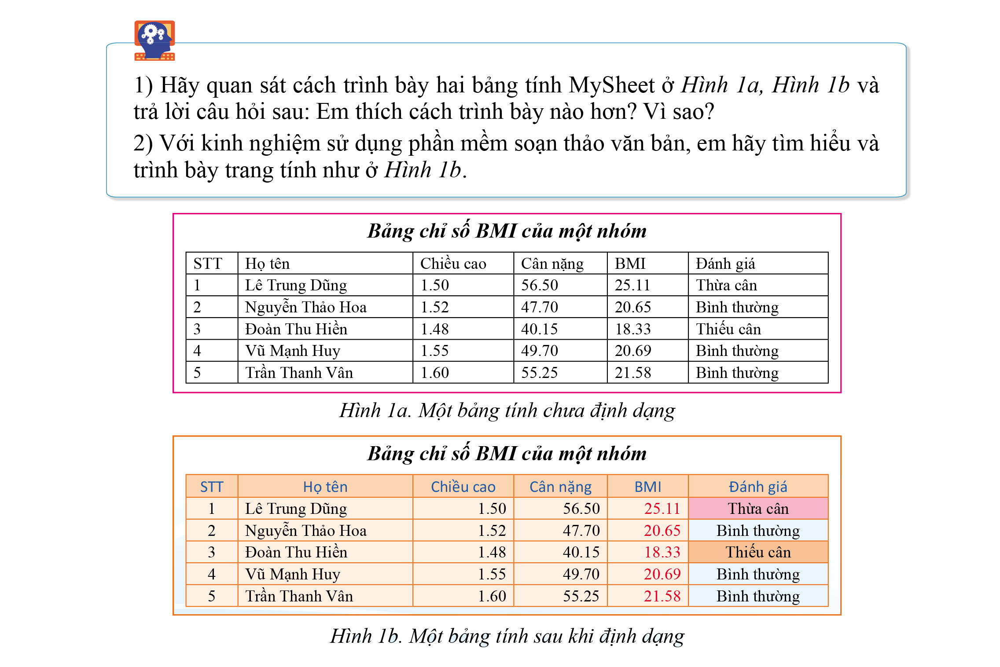 1) Hãy quan sát cách trình bày hai bảng tính MySheet ở Hình 1a, Hình 1b và
trả lời câu hỏi sau: Em thích cách trình bày nào hơn? Vì sao?
2) Với kinh nghiệm sử dụng phần mềm soạn thảo văn bản, em hãy tìm hiểu và
trình bày trang tính như ở Hình 1b.
Bảng chỉ số BMI của một nhóm
STT Họ tên Chiều cao Cân nặng BMI Đánh giá
1 Lê Trung Dũng 1.50 56.50 25.11 Thừa cân
2 Nguyễn Thảo Hoa 1.52 47.70 20.65 Bình thường
3 Đoàn Thu Hiền 1.48 40.15 18.33 Thiếu cân
4 Vũ Mạnh Huy 1.55 49.70 20.69 Bình thường
5 Trần Thanh Vân 1.60 55.25 21.58 Bình thường
Hình 1a. Một bảng tính chưa định dạng
Bảng chỉ số BMI của một nhóm
STT Họ tên Chiều cao Cân nặng BMI Đánh giá
1 Lê Trung Dũng 1.50 56.50 25.11 Thừa cân
2 Nguyễn Thảo Hoa 1.52 47.70 20.65 Bình thường
3 Đoàn Thu Hiền 1.48 40.15 18.33 Thiếu cân
4 Vũ Mạnh Huy 1.55 49.70 20.69 Bình thường
5 Trần Thanh Vân 1.60 55.25 21.58 Bình thường
Hình 1b. Một bảng tính sau khi định dạng